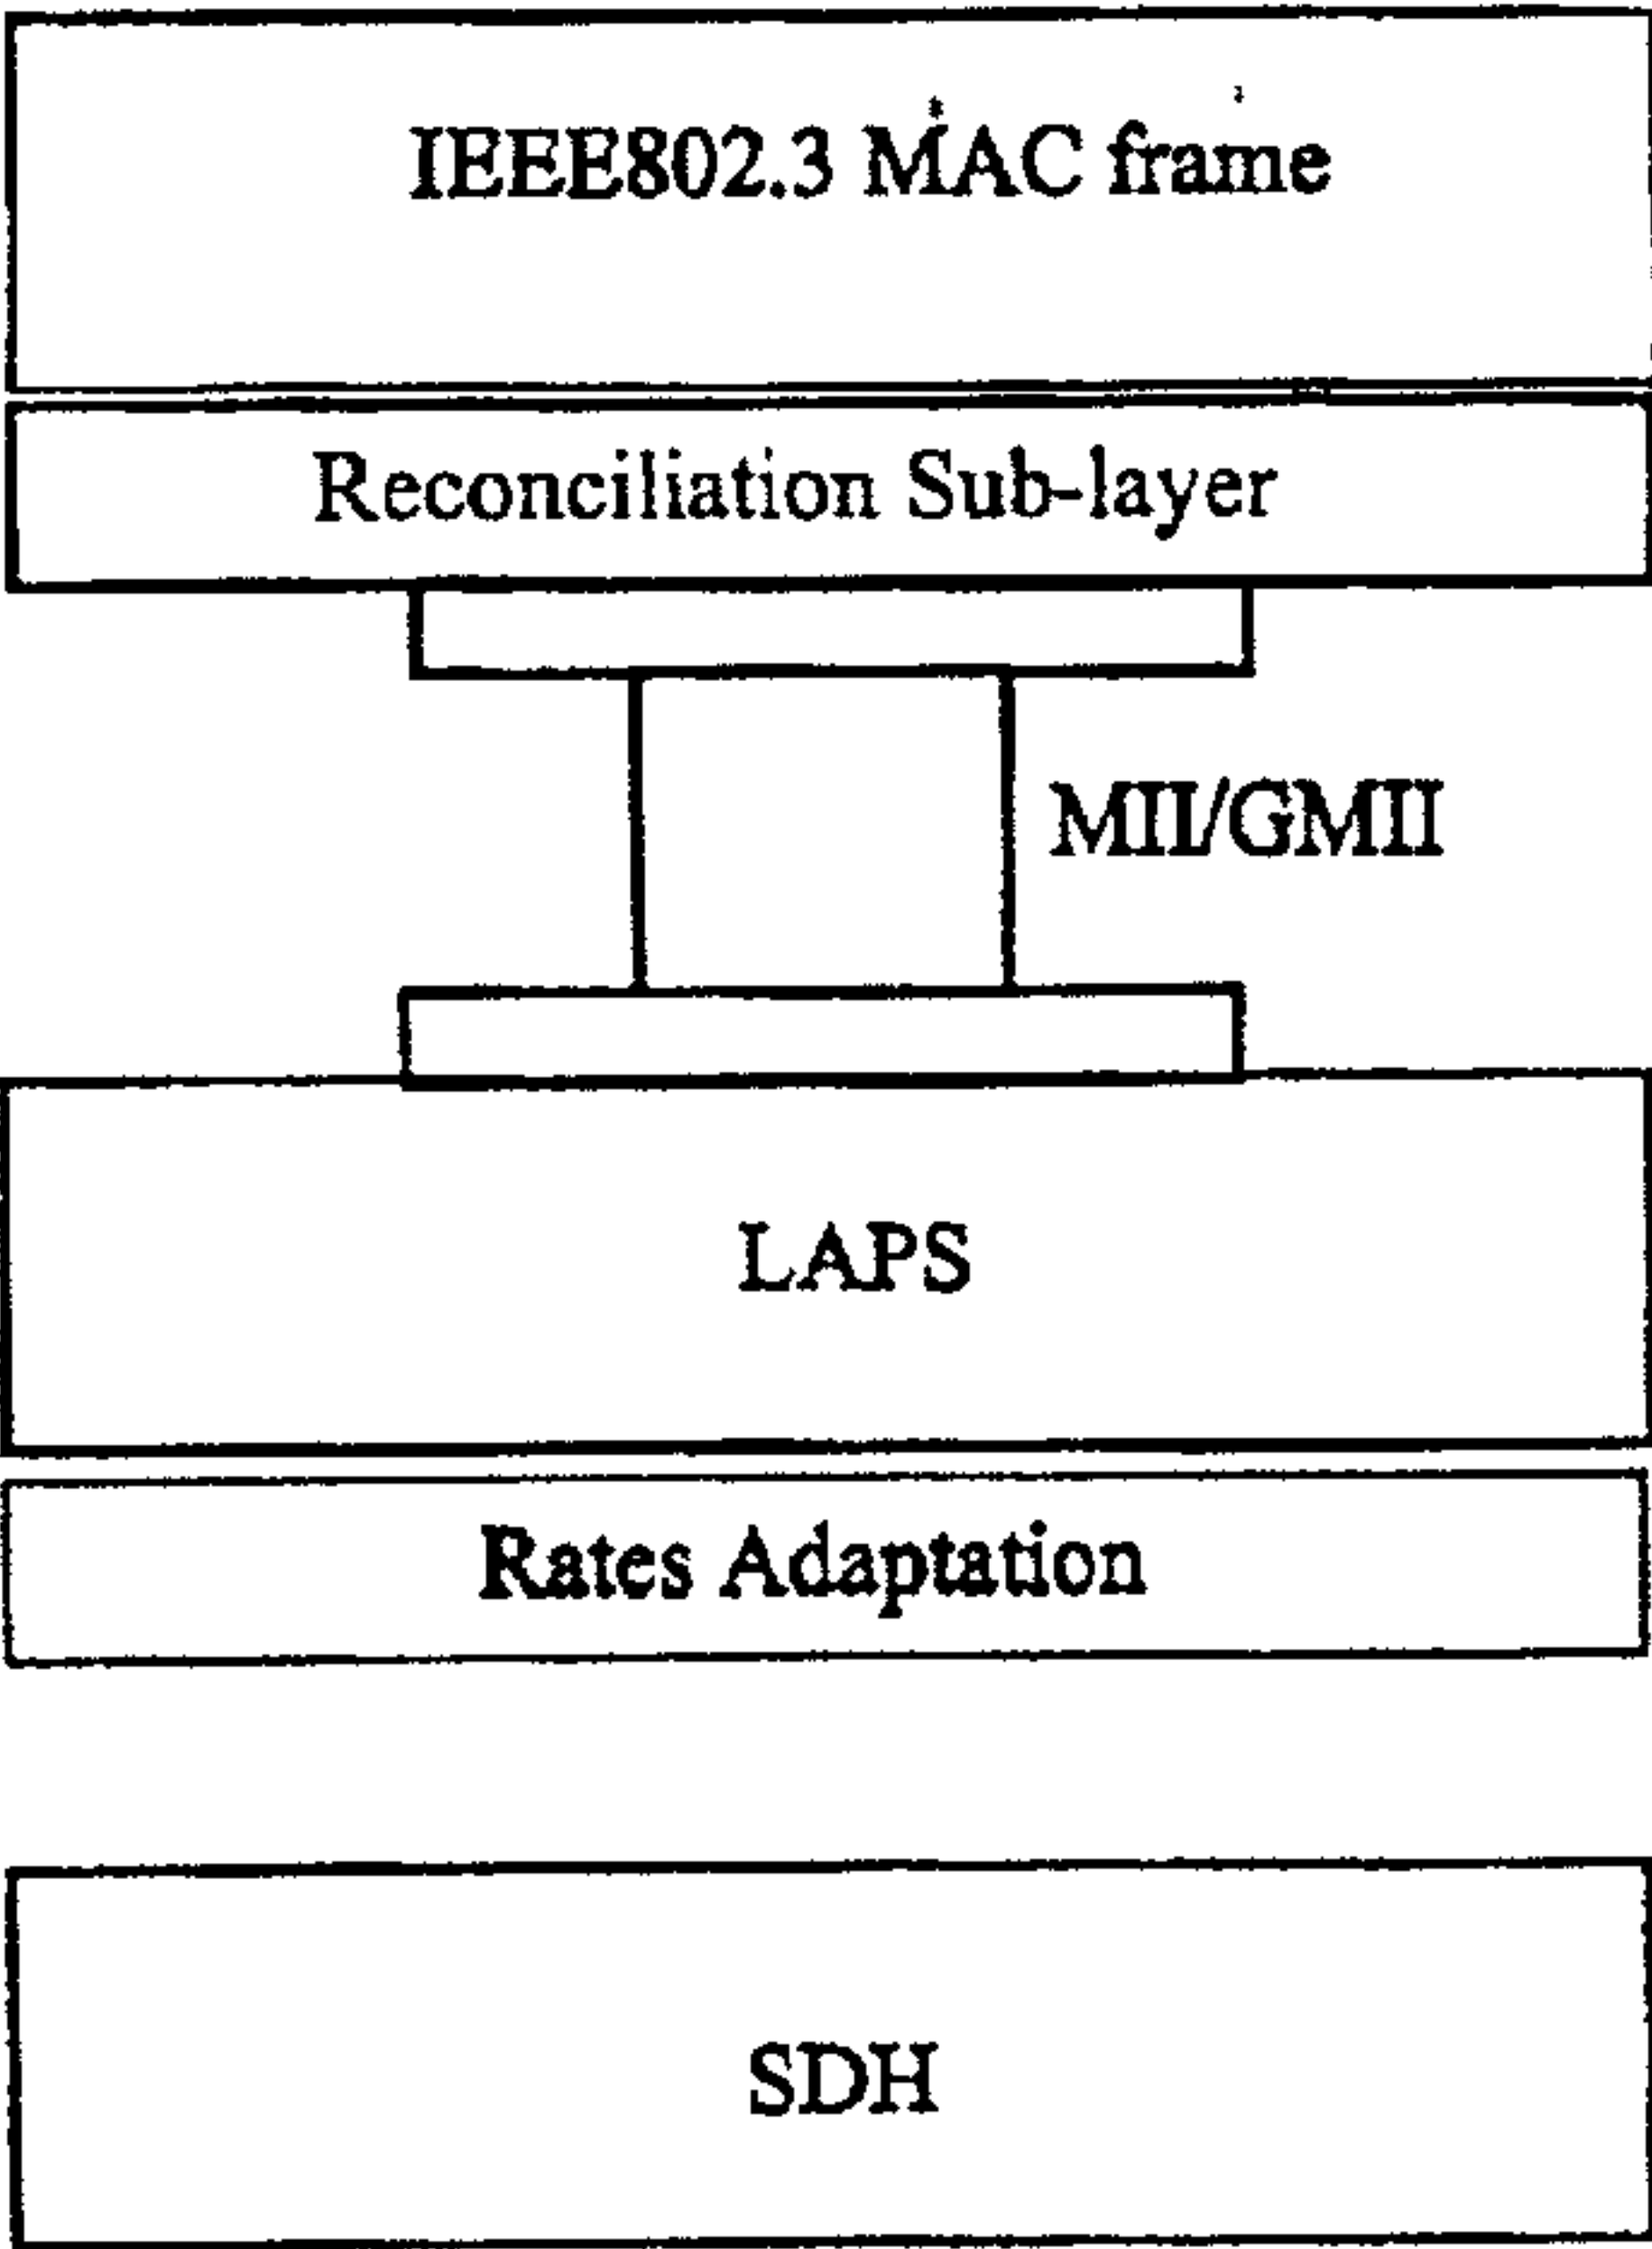 IEEE802.3 MAC frame
Reconciliation Sub-layer
MII/GMII
LAPS
Rates Adaptation
SDH